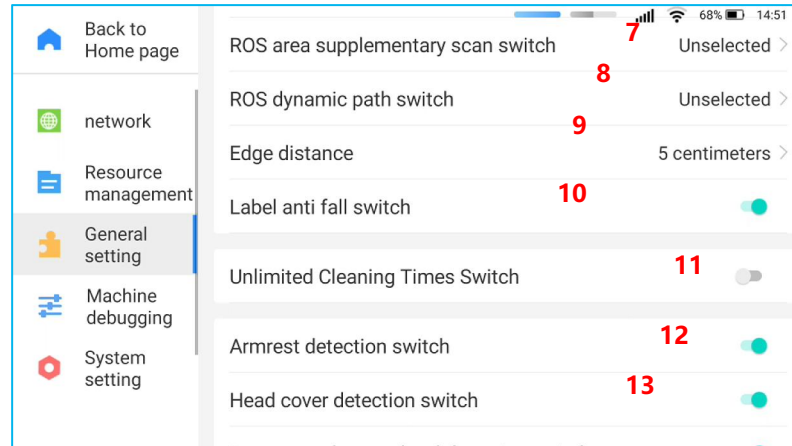 68% 14:51
Back to
Home page
network
Resource
management
General
setting
Machine
debugging
System
setting
7
ROS area supplementary scan switch Unselected
8
ROS dynamic path switch Unselected
9
Edge distance 5 centimeters
10
Label anti fall switch
11
Unlimited Cleaning Times Switch
12
Armrest detection switch
13
Head cover detection switch